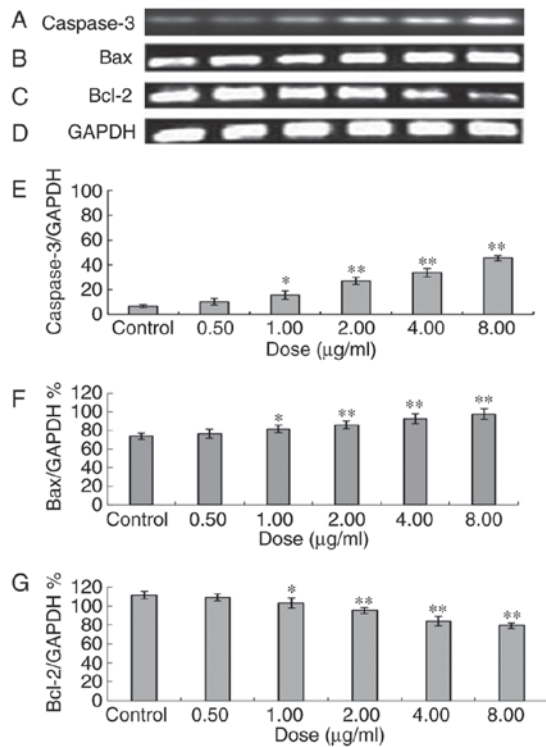 A Caspase-3
B Bax
C Bcl-2
D GAPDH
E
Caspase-3/GAPDH
100
80
60
40
20
0
* ** ** **
Control 0.50 1.00 2.00 4.00 8.00
Dose (μg/ml)
F
Bax/GAPDH %
120
100
80
60
40
20
0
* ** ** **
Control 0.50 1.00 2.00 4.00 8.00
Dose (μg/ml)
G
Bcl-2/GAPDH %
120
100
80
60
40
20
0
* ** ** **
Control 0.50 1.00 2.00 4.00 8.00
Dose (μg/ml)